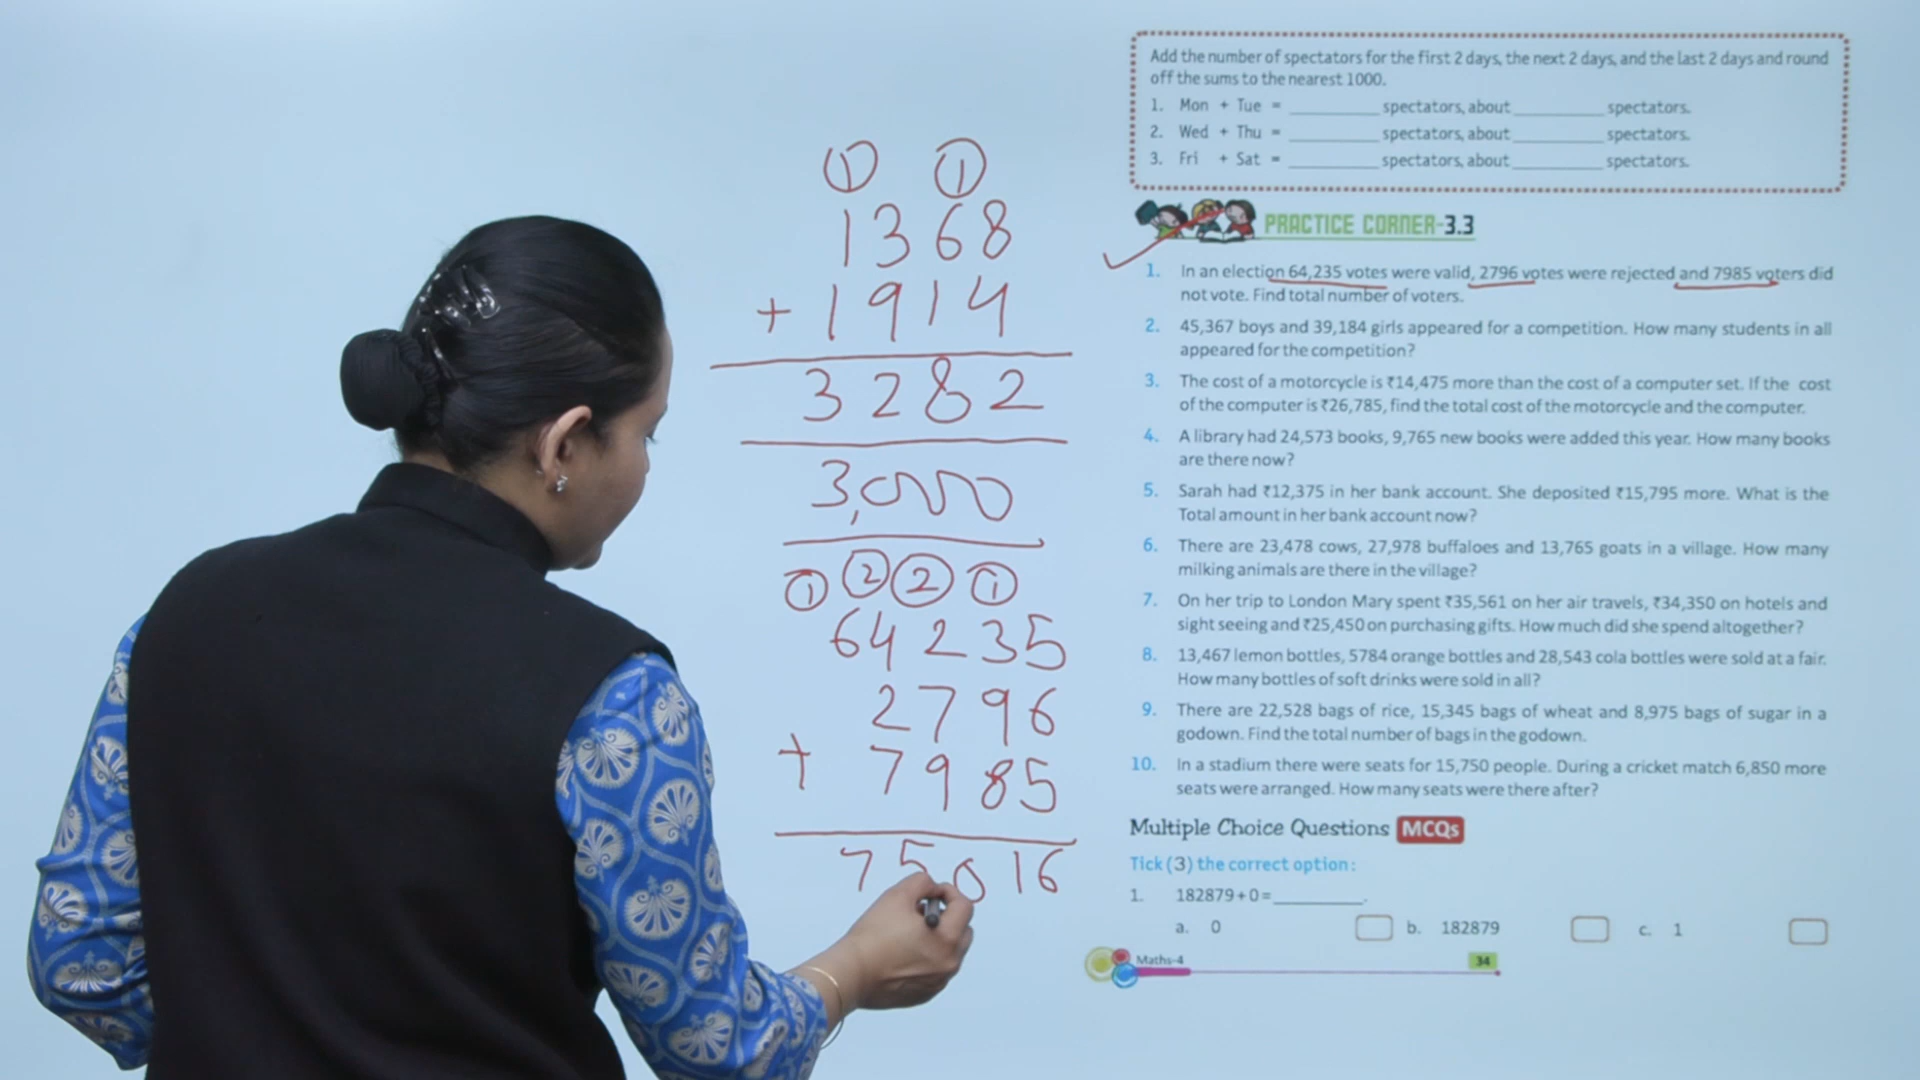 ① ①
1368
+ 1914
3282
3,000
① ② ② ①
64235
2796
+ 7985
75016
Add the number of spectators for the first 2 days, the next 2 days, and the last 2 days and round
off the sums to the nearest 1000.
1. Mon + Tue = __________ spectators, about __________ spectators.
2. Wed + Thu = __________ spectators, about __________ spectators.
3. Fri + Sat = __________ spectators, about __________ spectators.
PRACTICE CORNER-3.3
1. In an election 64,235 votes were valid, 2796 votes were rejected and 7985 voters did
not vote. Find total number of voters.
2. 45,367 boys and 39,184 girls appeared for a competition. How many students in all
appeared for the competition?
3. The cost of a motorcycle is ₹14,475 more than the cost of a computer set. If the cost
of the computer is ₹26,785, find the total cost of the motorcycle and the computer.
4. A library had 24,573 books, 9,765 new books were added this year. How many books
are there now?
5. Sarah had ₹12,375 in her bank account. She deposited ₹15,795 more. What is the
Total amount in her bank account now?
6. There are 23,478 cows, 27,978 buffaloes and 13,765 goats in a village. How many
milking animals are there in the village?
7. On her trip to London Mary spent ₹35,561 on her air travels, ₹34,350 on hotels and
sight seeing and ₹25,450 on purchasing gifts. How much did she spend altogether?
8. 13,467 lemon bottles, 5784 orange bottles and 28,543 cola bottles were sold at a fair.
How many bottles of soft drinks were sold in all?
9. There are 22,528 bags of rice, 15,345 bags of wheat and 8,975 bags of sugar in a
godown. Find the total number of bags in the godown.
10. In a stadium there were seats for 15,750 people. During a cricket match 6,850 more
seats were arranged. How many seats were there after?
Multiple Choice Questions MCQs
Tick (3) the correct option:
1. 182879+0=__________.
a. 0 b. 182879 c. 1
Maths-4 34